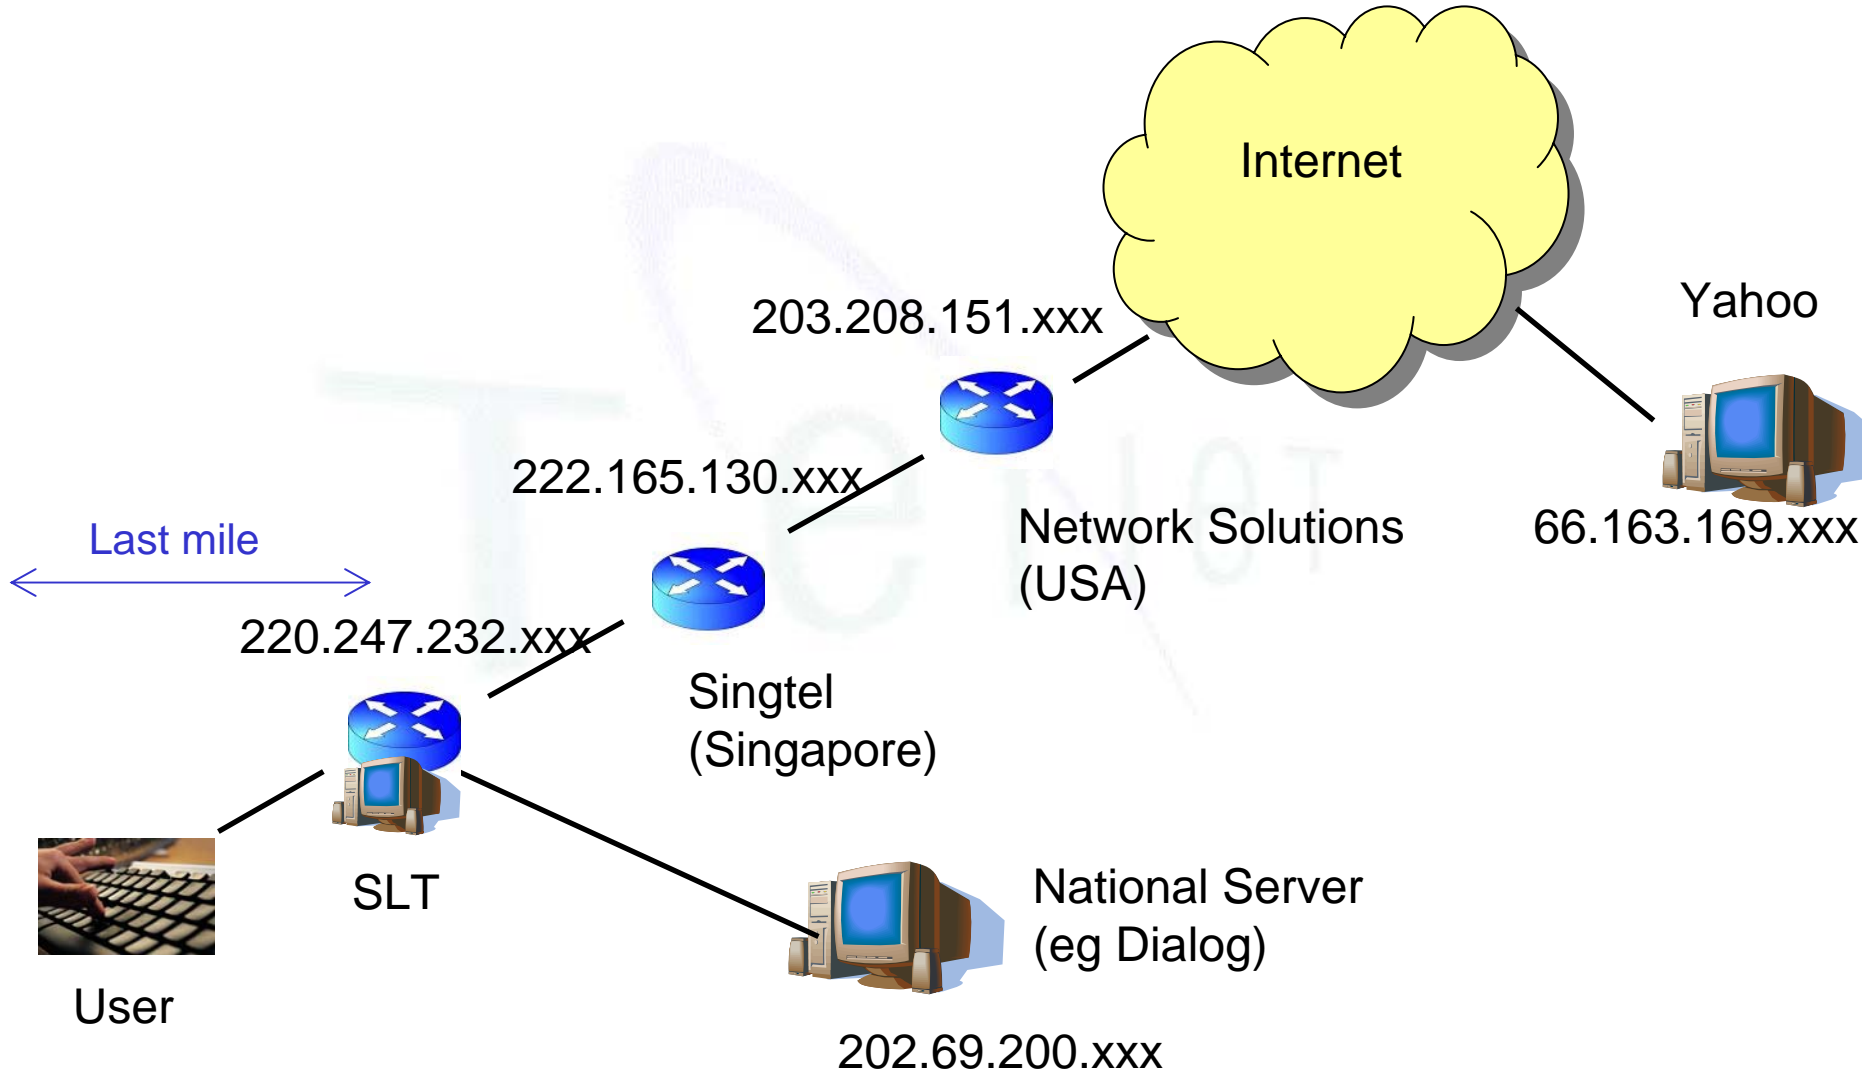 Internet
Yahoo
203.208.151.xxx
222.165.130.xxx
Network Solutions
(USA)
66.163.169.xxx
Last mile
220.247.232.xxx
Singtel
(Singapore)
SLT
National Server
(eg Dialog)
User
202.69.200.xxx